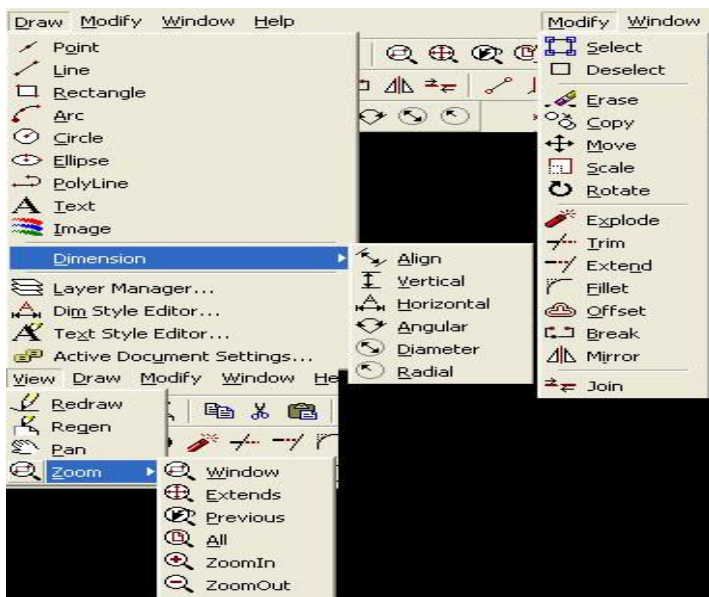 Draw Modify Window Help
Point
Line
Rectangle
Arc
Circle
Ellipse
PolyLine
Text
Image
Dimension
Layer Manager...
Dim Style Editor...
Text Style Editor...
Active Document Settings...
Align
Vertical
Horizontal
Angular
Diameter
Radial
Modify Window
Select
Deselect
Erase
Copy
Move
Scale
Rotate
Explode
Trim
Extend
Fillet
Offset
Break
Mirror
Join
View Draw Modify Window He
Redraw
Regen
Pan
Zoom
Window
Extends
Previous
All
ZoomIn
ZoomOut